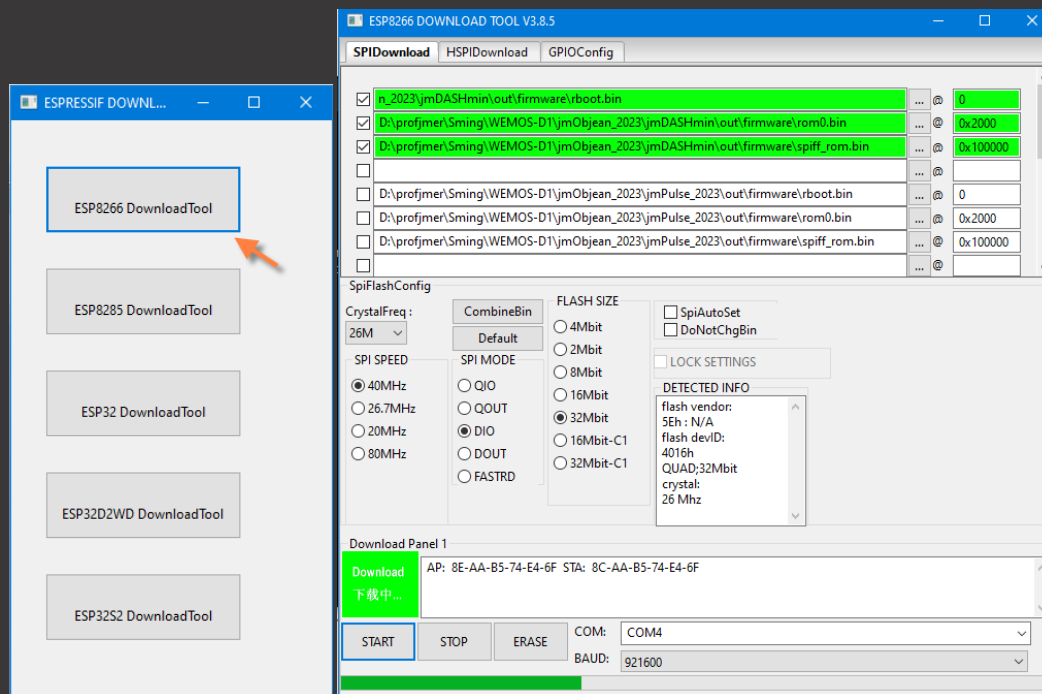 ESPRESSIF DOWNL...
ESP8266 DownloadTool
ESP8285 DownloadTool
ESP32 DownloadTool
ESP32D2WD DownloadTool
ESP32S2 DownloadTool
ESP8266 DOWNLOAD TOOL V3.8.5
SPIDownload HSPIDownload GPIOConfig
n_2023\jmDASHmin\out\firmware\rboot.bin ... @ 0
D:\profjmer\Sming\WEMOS-D1\jmObjean_2023\jmDASHmin\out\firmware\rom0.bin ... @ 0x2000
D:\profjmer\Sming\WEMOS-D1\jmObjean_2023\jmDASHmin\out\firmware\spiff_rom.bin ... @ 0x100000
... @
D:\profjmer\Sming\WEMOS-D1\jmObjean_2023\jmPulse_2023\out\firmware\rboot.bin ... @ 0
D:\profjmer\Sming\WEMOS-D1\jmObjean_2023\jmPulse_2023\out\firmware\rom0.bin ... @ 0x2000
D:\profjmer\Sming\WEMOS-D1\jmObjean_2023\jmPulse_2023\out\firmware\spiff_rom.bin ... @ 0x100000
... @
SpiFlashConfig
CrystalFreq :
26M
CombineBin
Default
SPI SPEED
40MHz
26.7MHz
20MHz
80MHz
SPI MODE
QIO
QOUT
DIO
DOUT
FASTRD
FLASH SIZE
4Mbit
2Mbit
8Mbit
16Mbit
32Mbit
16Mbit-C1
32Mbit-C1
SpiAutoSet
DoNotChgBin
LOCK SETTINGS
DETECTED INFO
flash vendor:
5Eh : N/A
flash devID:
4016h
QUAD;32Mbit
crystal:
26 Mhz
Download Panel 1
Download
下载中...
AP: 8E-AA-B5-74-E4-6F STA: 8C-AA-B5-74-E4-6F
START STOP ERASE
COM: COM4
BAUD: 921600